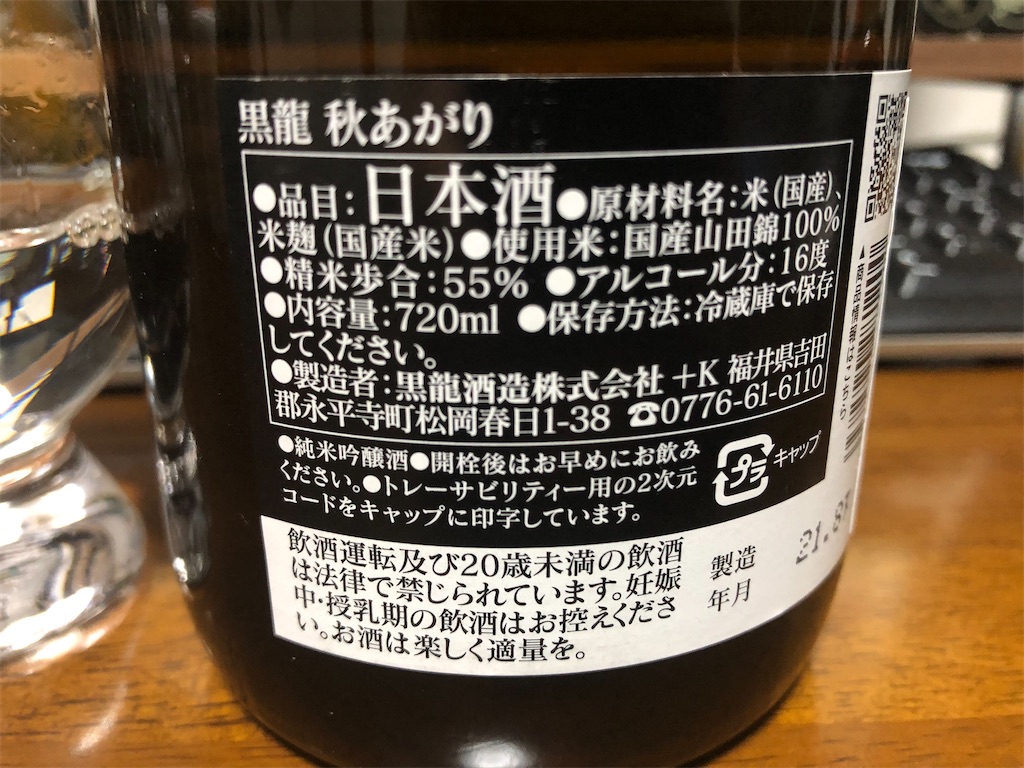 黒龍 秋あがり
●品目：日本酒●原材料名：米（国産）、
米麹（国産米）●使用米：国産山田錦100%
●精米歩合：55% ●アルコール分：16度
●内容量：720ml ●保存方法：冷蔵庫で保存
してください。
●製造者：黒龍酒造株式会社 +K 福井県吉田
郡永平寺町松岡春日1-38 ☎0776-61-6110
●純米吟醸酒●開栓後はお早めにお飲み
ください。●トレーサビリティー用の2次元
コードをキャップに印字しています。
プラ
キャップ
飲酒運転及び20歳未満の飲酒
は法律で禁じられています。妊娠
中・授乳期の飲酒はお控えくださ
い。お酒は楽しく適量を。
製造
年月
▲商品情報はこちら